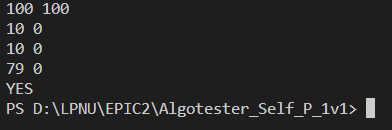 100 100
10 0
10 0
79 0
YES
PS D:\LPNU\EPIC2\Algotester_Self_P_1v1>